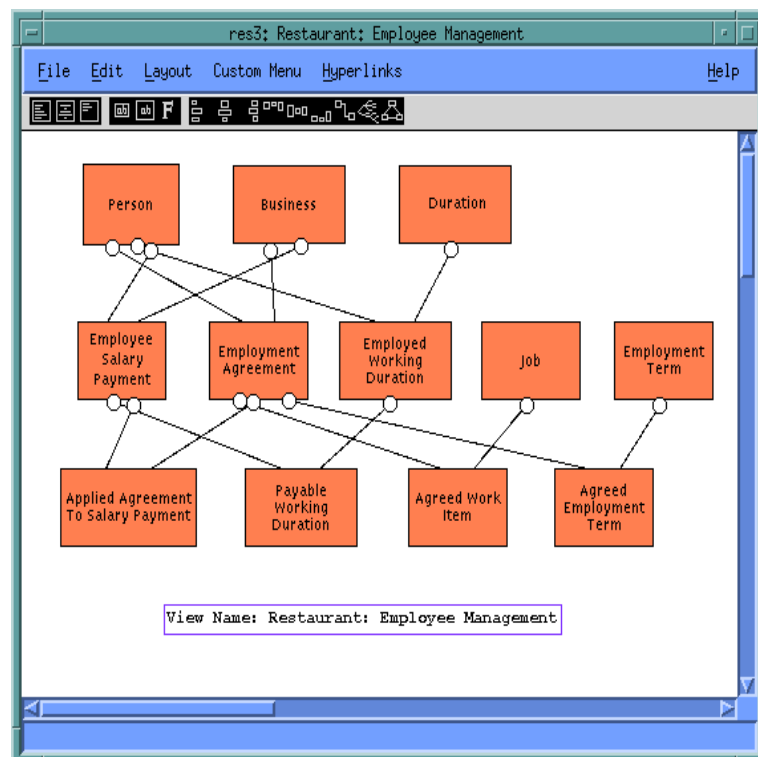 res3: Restaurant: Employee Management
File Edit Layout Custom Menu Hyperlinks Help
ab ab F
Person
Business
Duration
Employee
Salary
Payment
Employment
Agreement
Employed
Working
Duration
Job
Employment
Term
Applied Agreement
To Salary Payment
Payable
Working
Duration
Agreed Work
Item
Agreed
Employment
Term
View Name: Restaurant: Employee Management